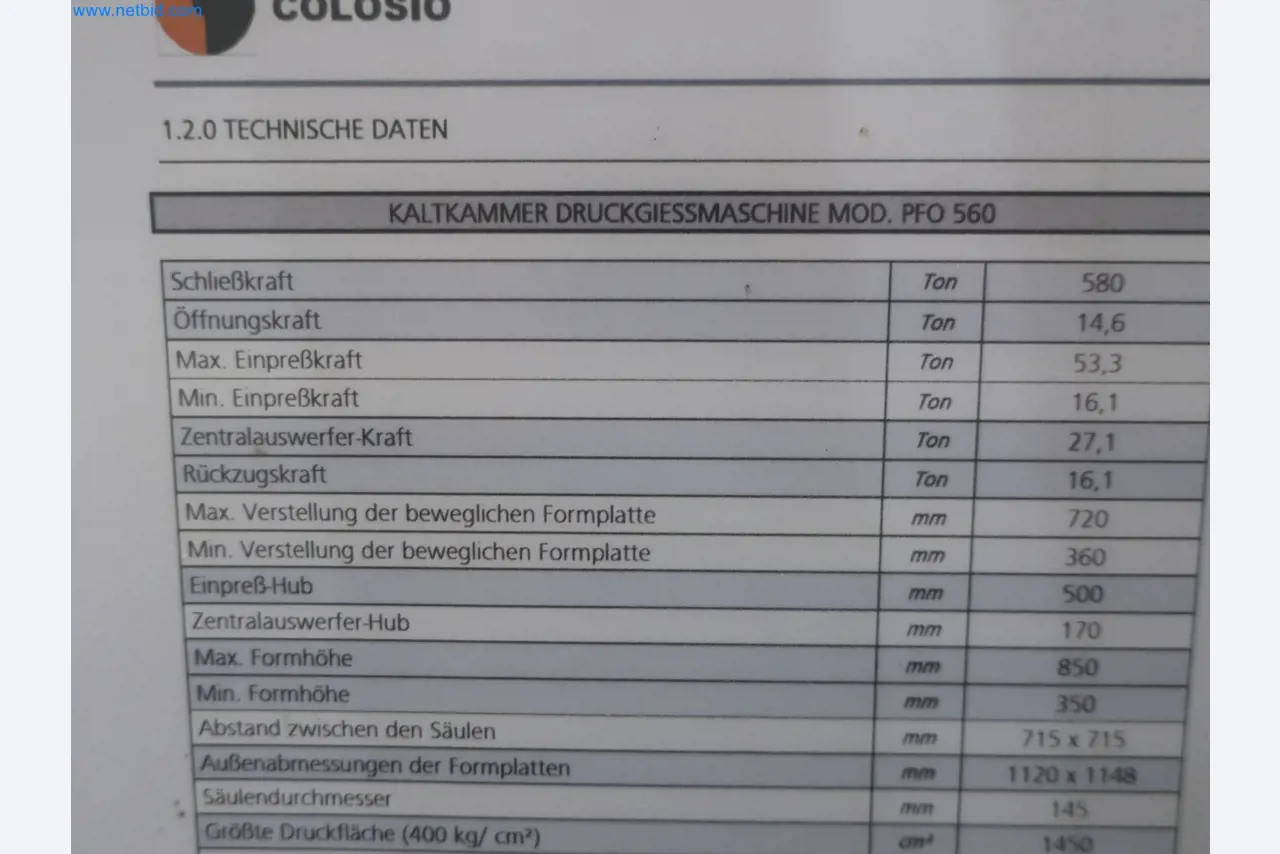 www.netbid.com
COLOSIO
1.2.0 TECHNISCHE DATEN
KALTKAMMER DRUCKGIESSMASCHINE MOD. PFO 560
Schließkraft Ton 580
Öffnungskraft Ton 14,6
Max. Einpreßkraft Ton 53,3
Min. Einpreßkraft Ton 16,1
Zentralauswerfer-Kraft Ton 27,1
Rückzugskraft Ton 16,1
Max. Verstellung der beweglichen Formplatte mm 720
Min. Verstellung der beweglichen Formplatte mm 360
Einpreß-Hub mm 500
Zentralauswerfer-Hub mm 170
Max. Formhöhe mm 850
Min. Formhöhe mm 350
Abstand zwischen den Säulen mm 715 x 715
Außenabmessungen der Formplatten mm 1120 x 1148
Säulendurchmesser mm 145
Größte Druckfläche (400 kg/ cm²) cm² 1450